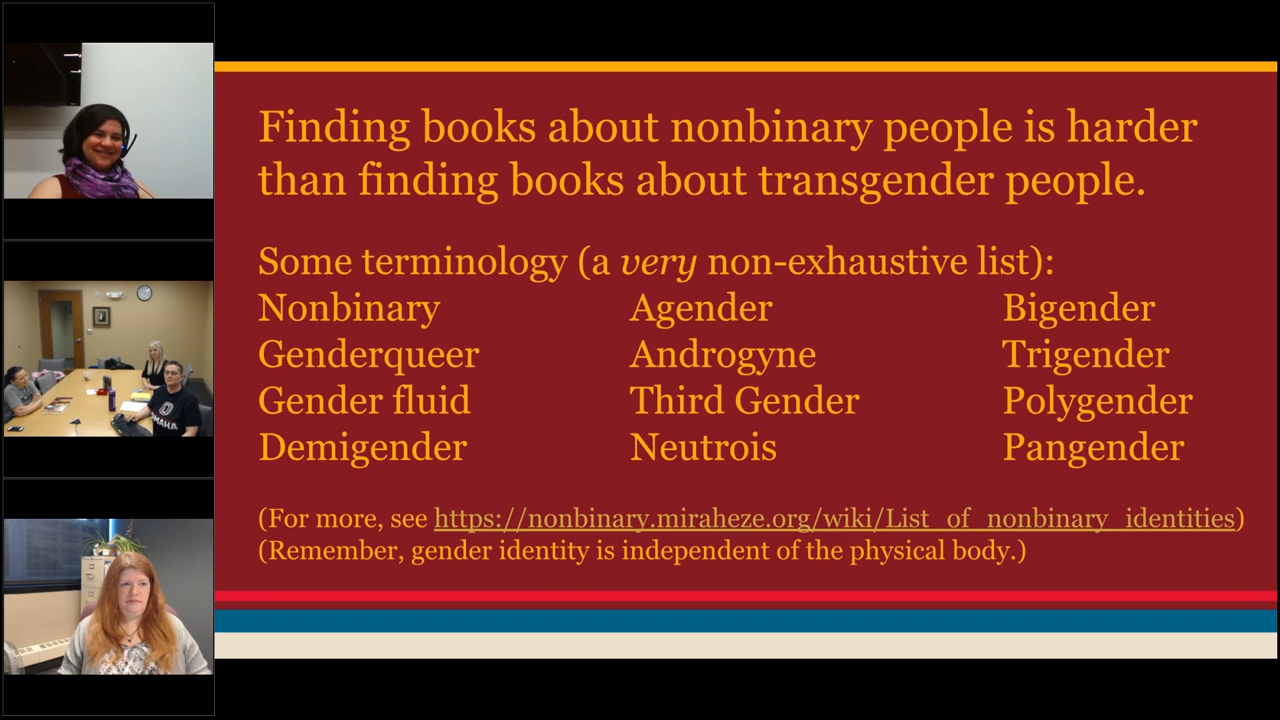 Finding books about nonbinary people is harder
than finding books about transgender people.
Some terminology (a very non-exhaustive list):
Nonbinary Agender Bigender
Genderqueer Androgyne Trigender
Gender fluid Third Gender Polygender
Demigender Neutrois Pangender
(For more, see https://nonbinary.miraheze.org/wiki/List_of_nonbinary_identities)
(Remember, gender identity is independent of the physical body.)
O
MAHA